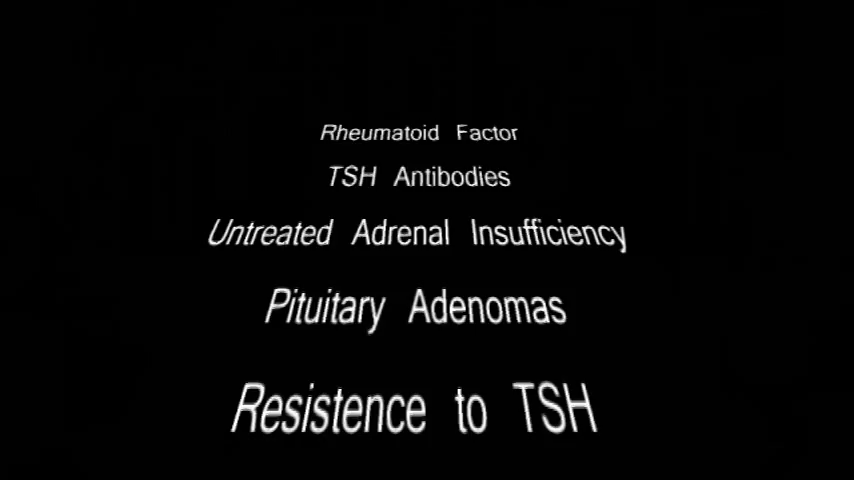 Rheumatoid Factor
TSH Antibodies
Untreated Adrenal Insufficiency
Pituitary Adenomas
Resistence to TSH